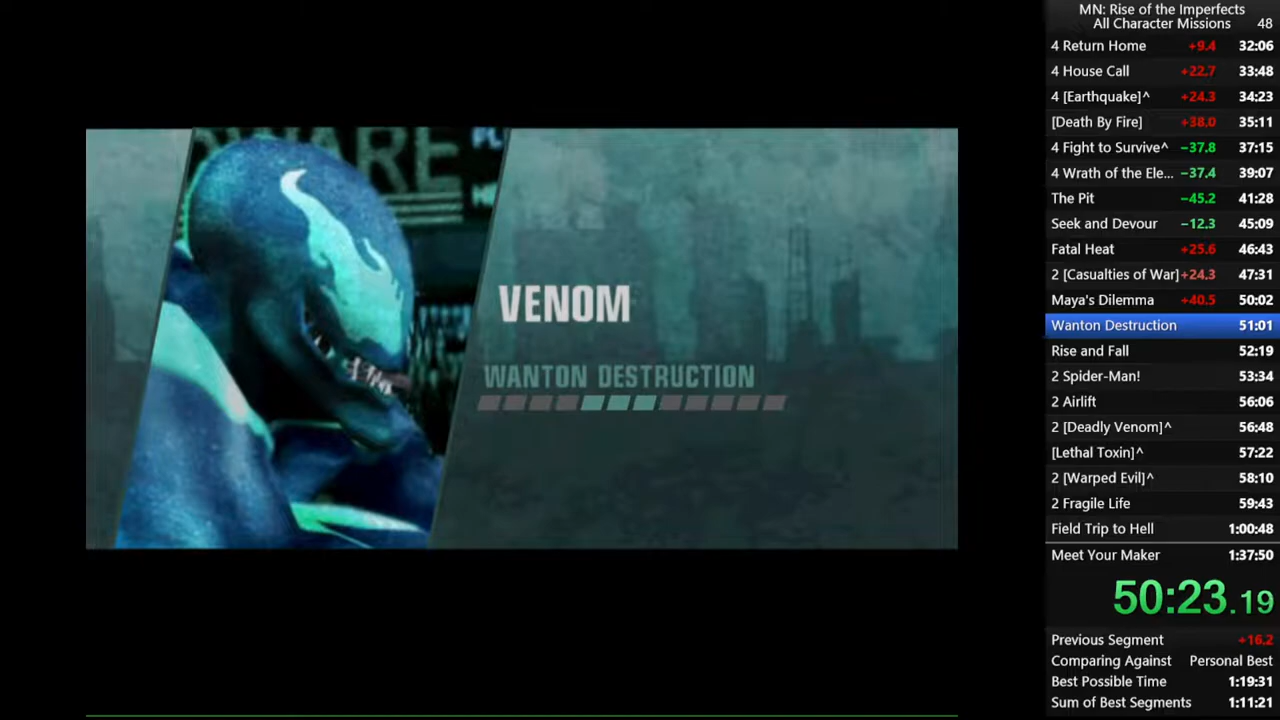 MN: Rise of the Imperfects
All Character Missions 48
4 Return Home +9.4 32:06
4 House Call +22.7 33:48
4 [Earthquake]^ +24.3 34:23
[Death By Fire] +38.0 35:11
4 Fight to Survive^ −37.8 37:15
4 Wrath of the Ele... −37.4 39:07
The Pit −45.2 41:28
Seek and Devour −12.3 45:09
Fatal Heat +25.6 46:43
2 [Casualties of War] +24.3 47:31
Maya's Dilemma +40.5 50:02
Wanton Destruction 51:01
Rise and Fall 52:19
2 Spider-Man! 53:34
2 Airlift 56:06
2 [Deadly Venom]^ 56:48
[Lethal Toxin]^ 57:22
2 [Warped Evil]^ 58:10
2 Fragile Life 59:43
Field Trip to Hell 1:00:48
Meet Your Maker 1:37:50
50:23.19
Previous Segment +16.2
Comparing Against Personal Best
Best Possible Time 1:19:31
Sum of Best Segments 1:11:21
VENOM
WANTON DESTRUCTION